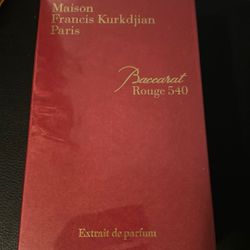 Maison
Francis Kurkdjian
Paris
Baccarat
Rouge 540
Extrait de parfum